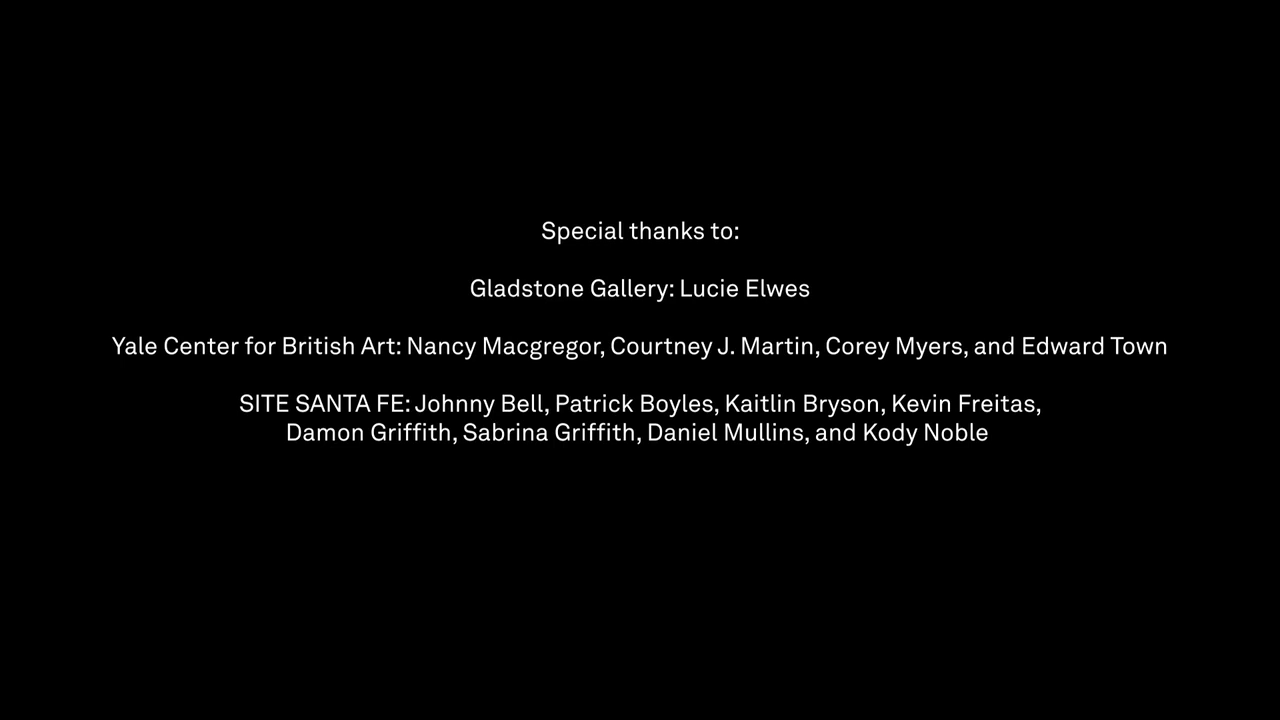 Special thanks to:
Gladstone Gallery: Lucie Elwes
Yale Center for British Art: Nancy Macgregor, Courtney J. Martin, Corey Myers, and Edward Town
SITE SANTA FE: Johnny Bell, Patrick Boyles, Kaitlin Bryson, Kevin Freitas,
Damon Griffith, Sabrina Griffith, Daniel Mullins, and Kody Noble